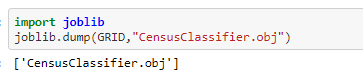 import joblib
joblib.dump(GRID,"CensusClassifier.obj")
['CensusClassifier.obj']